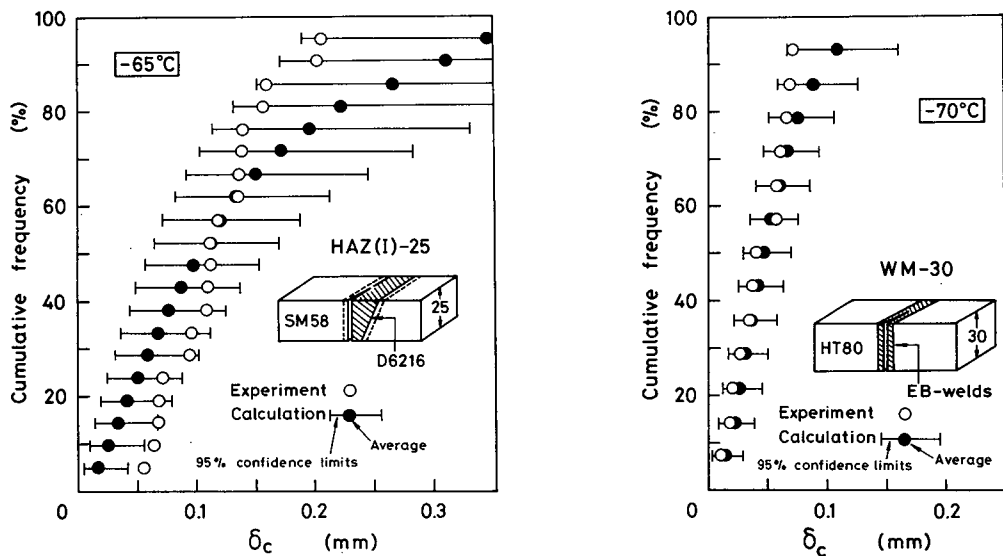 100
80
60
40
20
0
Cumulative frequency (%)
-65°C
HAZ(I)-25
SM58
25
D6216
Experiment
Calculation
Average
95% confidence limits
0.1
0.2
0.3
δc (mm)
100
80
60
40
20
0
Cumulative frequency (%)
-70°C
WM-30
HT80
30
EB-welds
Experiment
Calculation
Average
95% confidence limits
0.1
0.2
δc (mm)